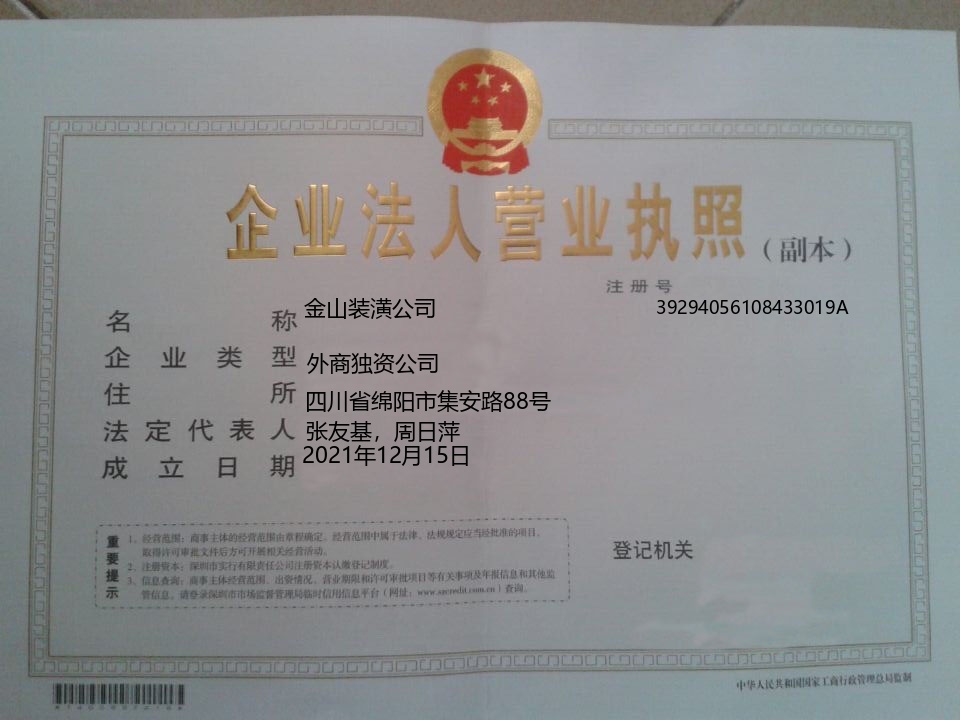 企业法人营业执照
(副本)
注册号 39294056108433019A
名称 金山装潢公司
企业类型 外商独资公司
住所 四川省绵阳市集安路88号
法定代表人 张友基，周日萍
成立日期 2021年12月15日
重要提示
1、经营范围：商事主体的经营范围由章程确定。经营范围中属于法律、法规规定应当经批准的项目，
取得许可审批文件后方可开展相关经营活动。
2、注册资本：深圳市实行有限责任公司注册资本认缴登记制度。
3、信息查询：商事主体经营范围、出资情况、营业期限和许可审批项目等有关事项及年报信息和其他监
管信息，请登录深圳市市场监督管理局临时信用信息平台（网址：www.szcredit.com.cn）查询。
登记机关
中华人民共和国国家工商行政管理总局监制